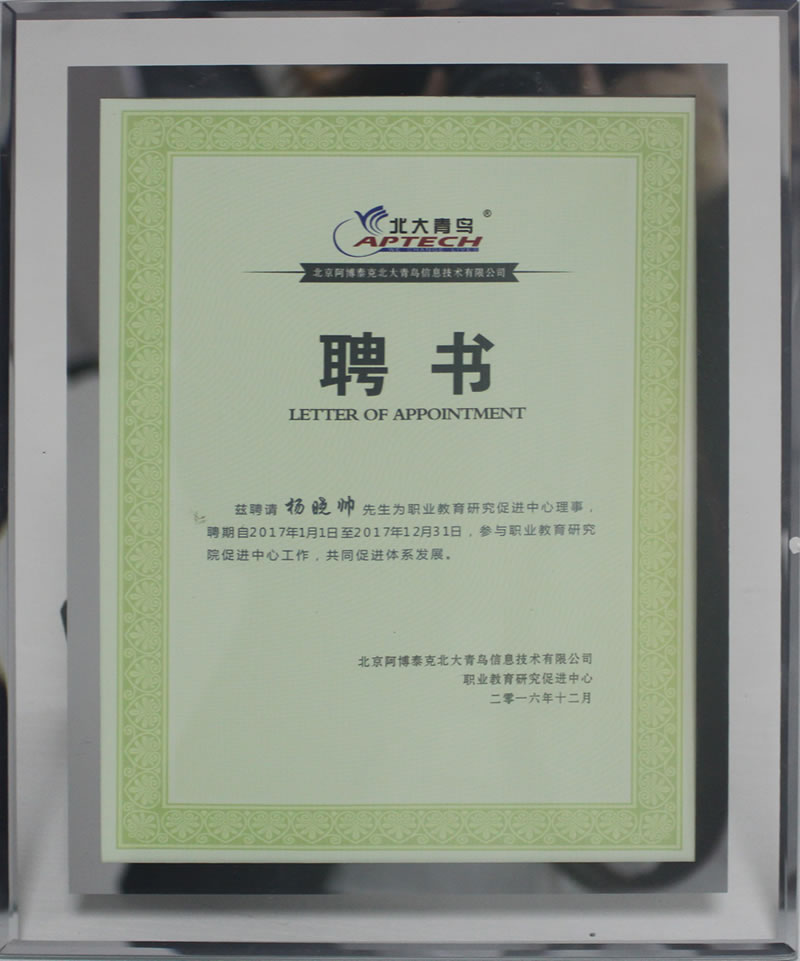 北大青鸟®
APTECH
WE CHANGE LIVES
北京阿博泰克北大青鸟信息技术有限公司
聘 书
LETTER OF APPOINTMENT
兹聘请 杨晓帅 先生为职业教育研究促进中心理事，
聘期自2017年1月1日至2017年12月31日，参与职业教育研究
院促进中心工作，共同促进体系发展。
北京阿博泰克北大青鸟信息技术有限公司
职业教育研究促进中心
二零一六年十二月